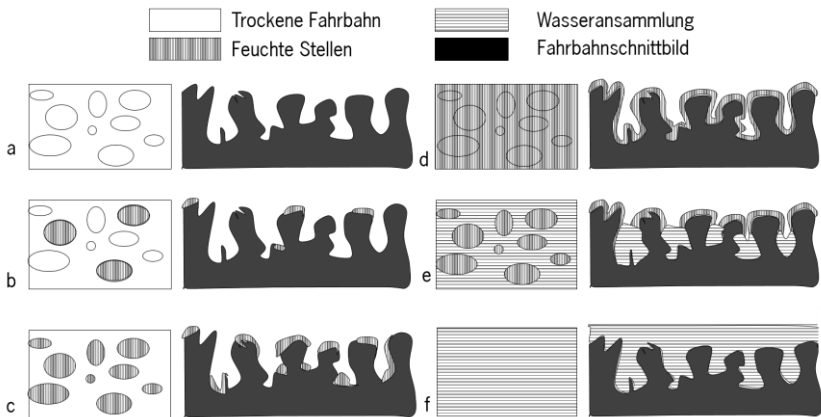 Trockene Fahrbahn
Wasseransammlung
Feuchte Stellen
Fahrbahnschnittbild
a
d
b
e
c
f